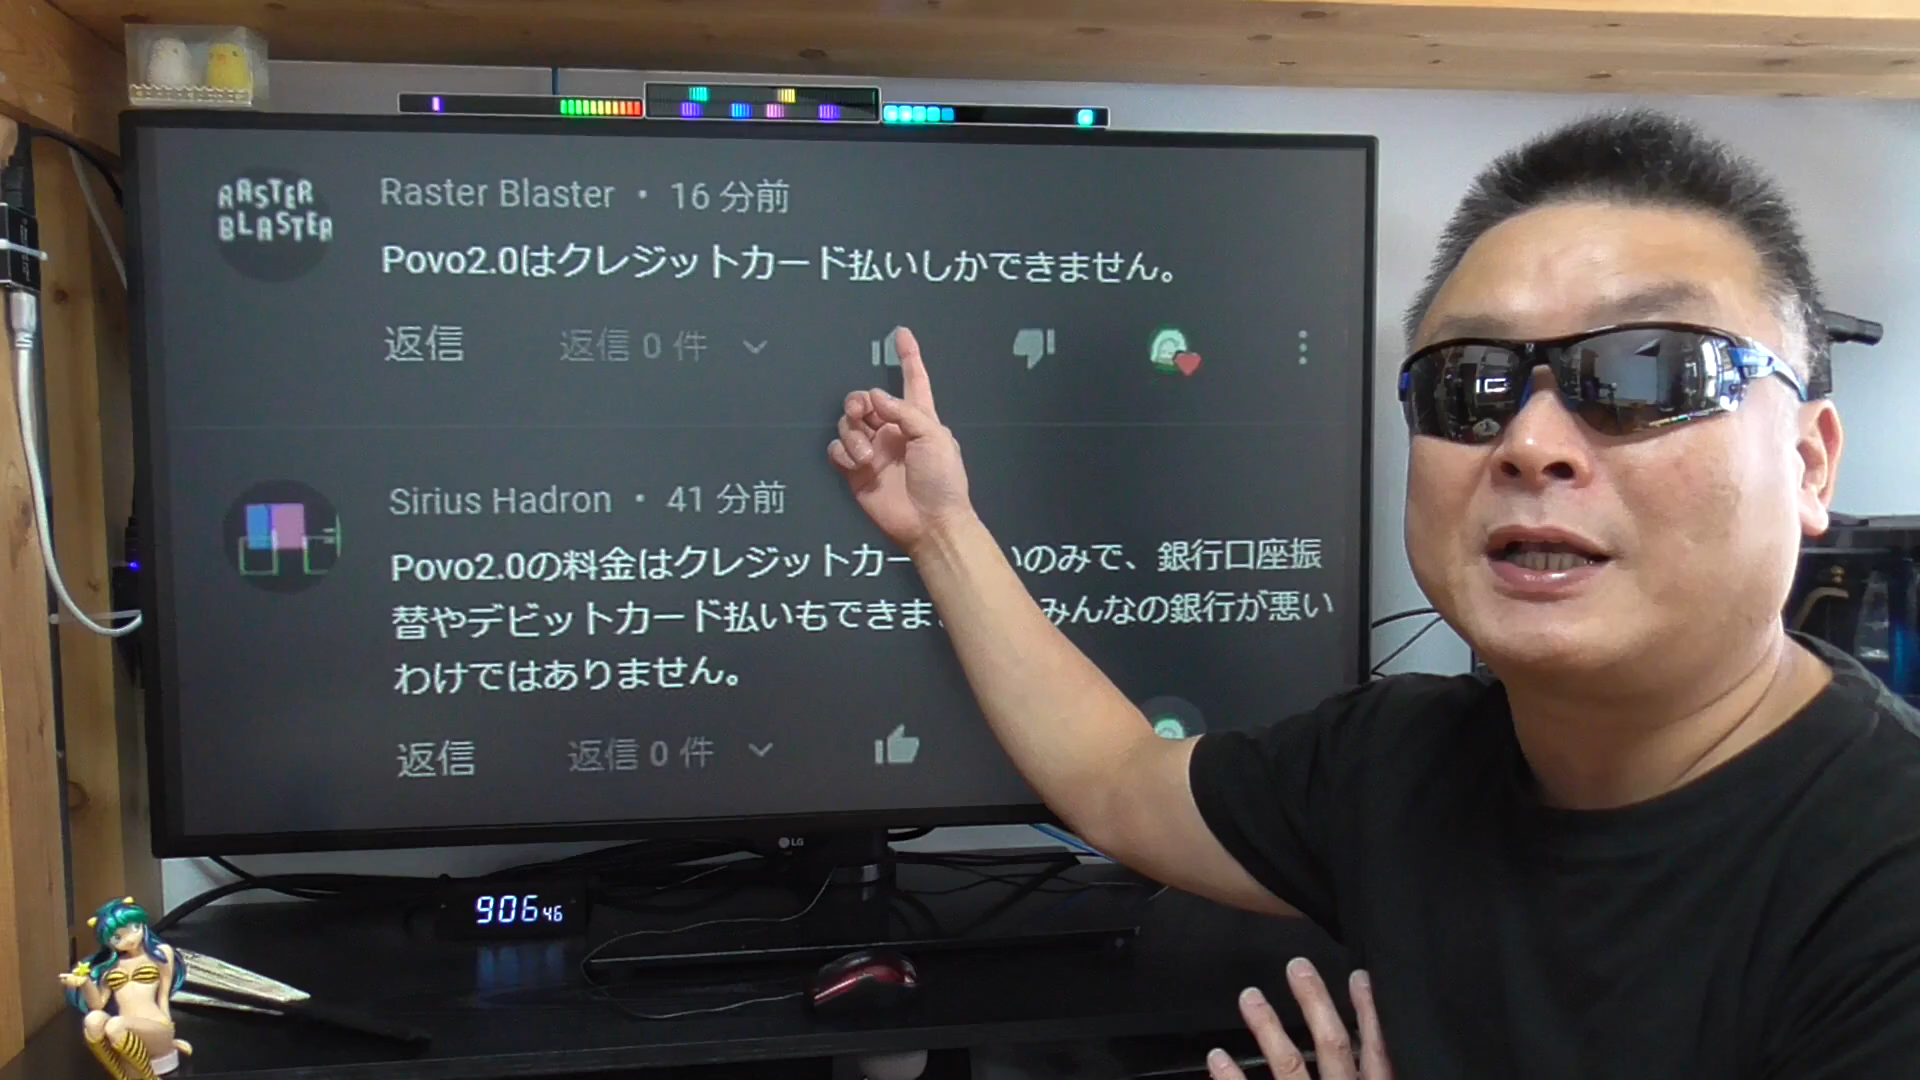 RASTER
BLASTER
Raster Blaster ・ 16 分前
Povo2.0はクレジットカード払いしかできません。
返信 返信 0 件
Sirius Hadron ・ 41 分前
Povo2.0の料金はクレジットカー いのみで、銀行口座振
替やデビットカード払いもできま みんなの銀行が悪い
わけではありません。
返信 返信 0 件
LG
906 46